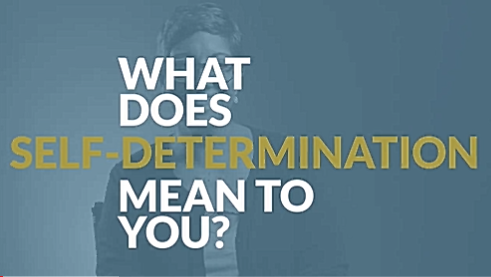 WHAT
DOES
SELF-DETERMINATION
MEAN TO
YOU?